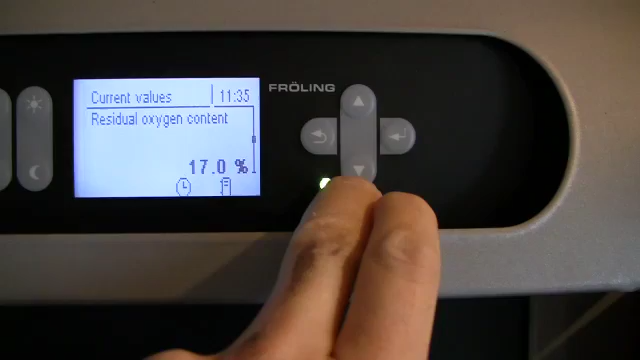 Current values 11:35
FRÖLING
Residual oxygen content
17.0 %